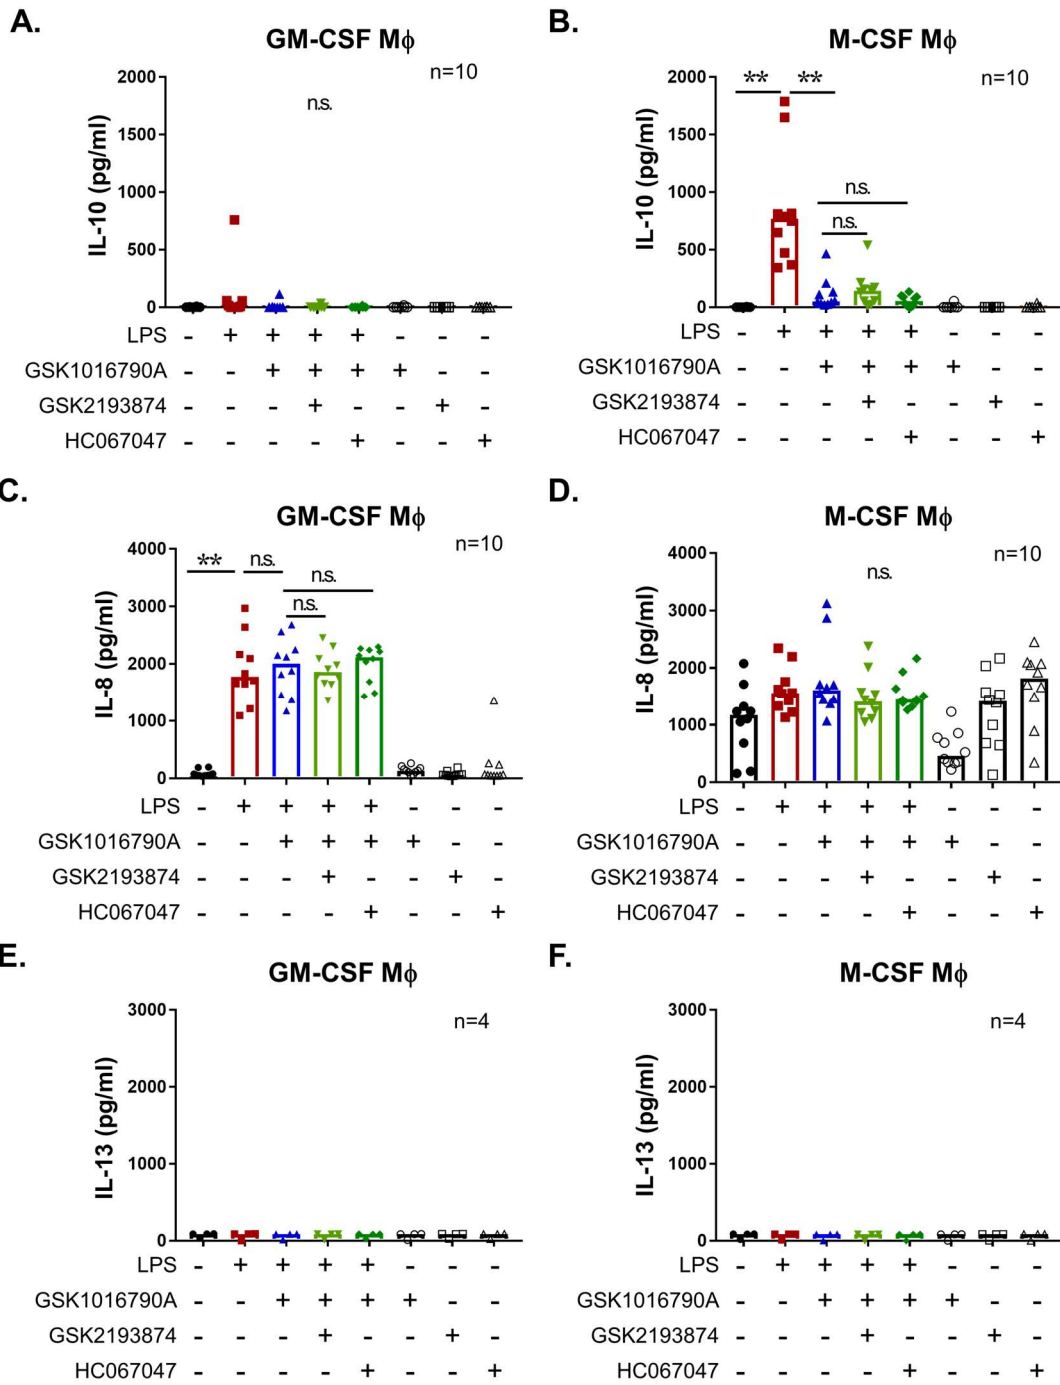 A.
GM-CSF Mϕ
n=10
n.s.
IL-10 (pg/ml)
2000
1500
1000
500
0
LPS - + + + + - - -
GSK1016790A - - + + + + - -
GSK2193874 - - - + - - + -
HC067047 - - - - + - - +
B.
M-CSF Mϕ
n=10
** **
n.s.
n.s.
IL-10 (pg/ml)
2000
1500
1000
500
0
LPS - + + + + - - -
GSK1016790A - - + + + + - -
GSK2193874 - - - + - - + -
HC067047 - - - - + - - +
C.
GM-CSF Mϕ
n=10
** n.s.
n.s.
n.s.
IL-8 (pg/ml)
4000
3000
2000
1000
0
LPS - + + + + - - -
GSK1016790A - - + + + + - -
GSK2193874 - - - + - - + -
HC067047 - - - - + - - +
D.
M-CSF Mϕ
n=10
n.s.
IL-8 (pg/ml)
4000
3000
2000
1000
0
LPS - + + + + - - -
GSK1016790A - - + + + + - -
GSK2193874 - - - + - - + -
HC067047 - - - - + - - +
E.
GM-CSF Mϕ
n=4
IL-13 (pg/ml)
3000
2000
1000
0
LPS - + + + + - - -
GSK1016790A - - + + + + - -
GSK2193874 - - - + - - + -
HC067047 - - - - + - - +
F.
M-CSF Mϕ
n=4
IL-13 (pg/ml)
3000
2000
1000
0
LPS - + + + + - - -
GSK1016790A - - + + + + - -
GSK2193874 - - - + - - + -
HC067047 - - - - + - - +